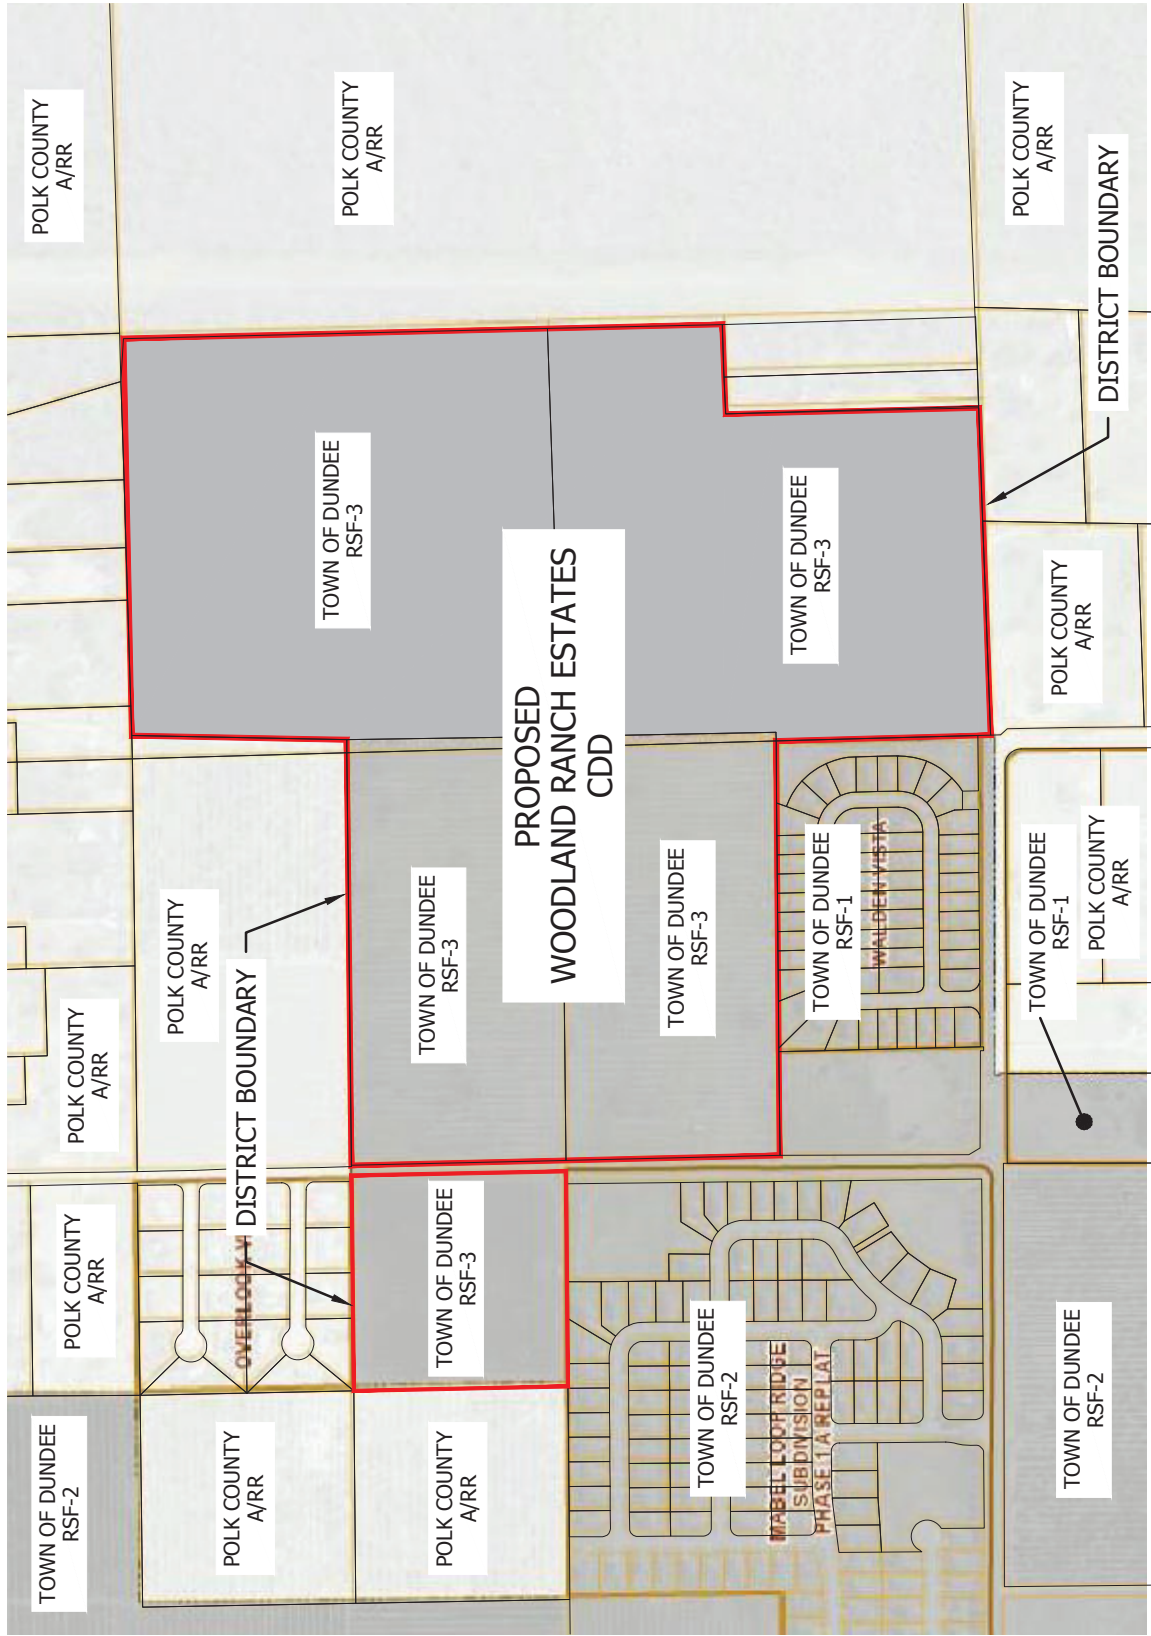 TOWN OF DUNDEE
RSF-2
POLK COUNTY
A/RR
POLK COUNTY
A/RR
POLK COUNTY
A/RR
POLK COUNTY
A/RR
POLK COUNTY
A/RR
OVERLOOK
DISTRICT BOUNDARY
TOWN OF DUNDEE
RSF-3
POLK COUNTY
A/RR
POLK COUNTY
A/RR
TOWN OF DUNDEE
RSF-3
TOWN OF DUNDEE
RSF-3
PROPOSED
WOODLAND RANCH ESTATES
CDD
TOWN OF DUNDEE
RSF-3
TOWN OF DUNDEE
RSF-2
MABEL LOOP RIDGE
SUBDIVISION
PHASE 1A REPLAT
TOWN OF DUNDEE
RSF-1
WALDEN VISTA
TOWN OF DUNDEE
RSF-3
TOWN OF DUNDEE
RSF-2
TOWN OF DUNDEE
RSF-1
POLK COUNTY
A/RR
POLK COUNTY
A/RR
DISTRICT BOUNDARY
POLK COUNTY
A/RR